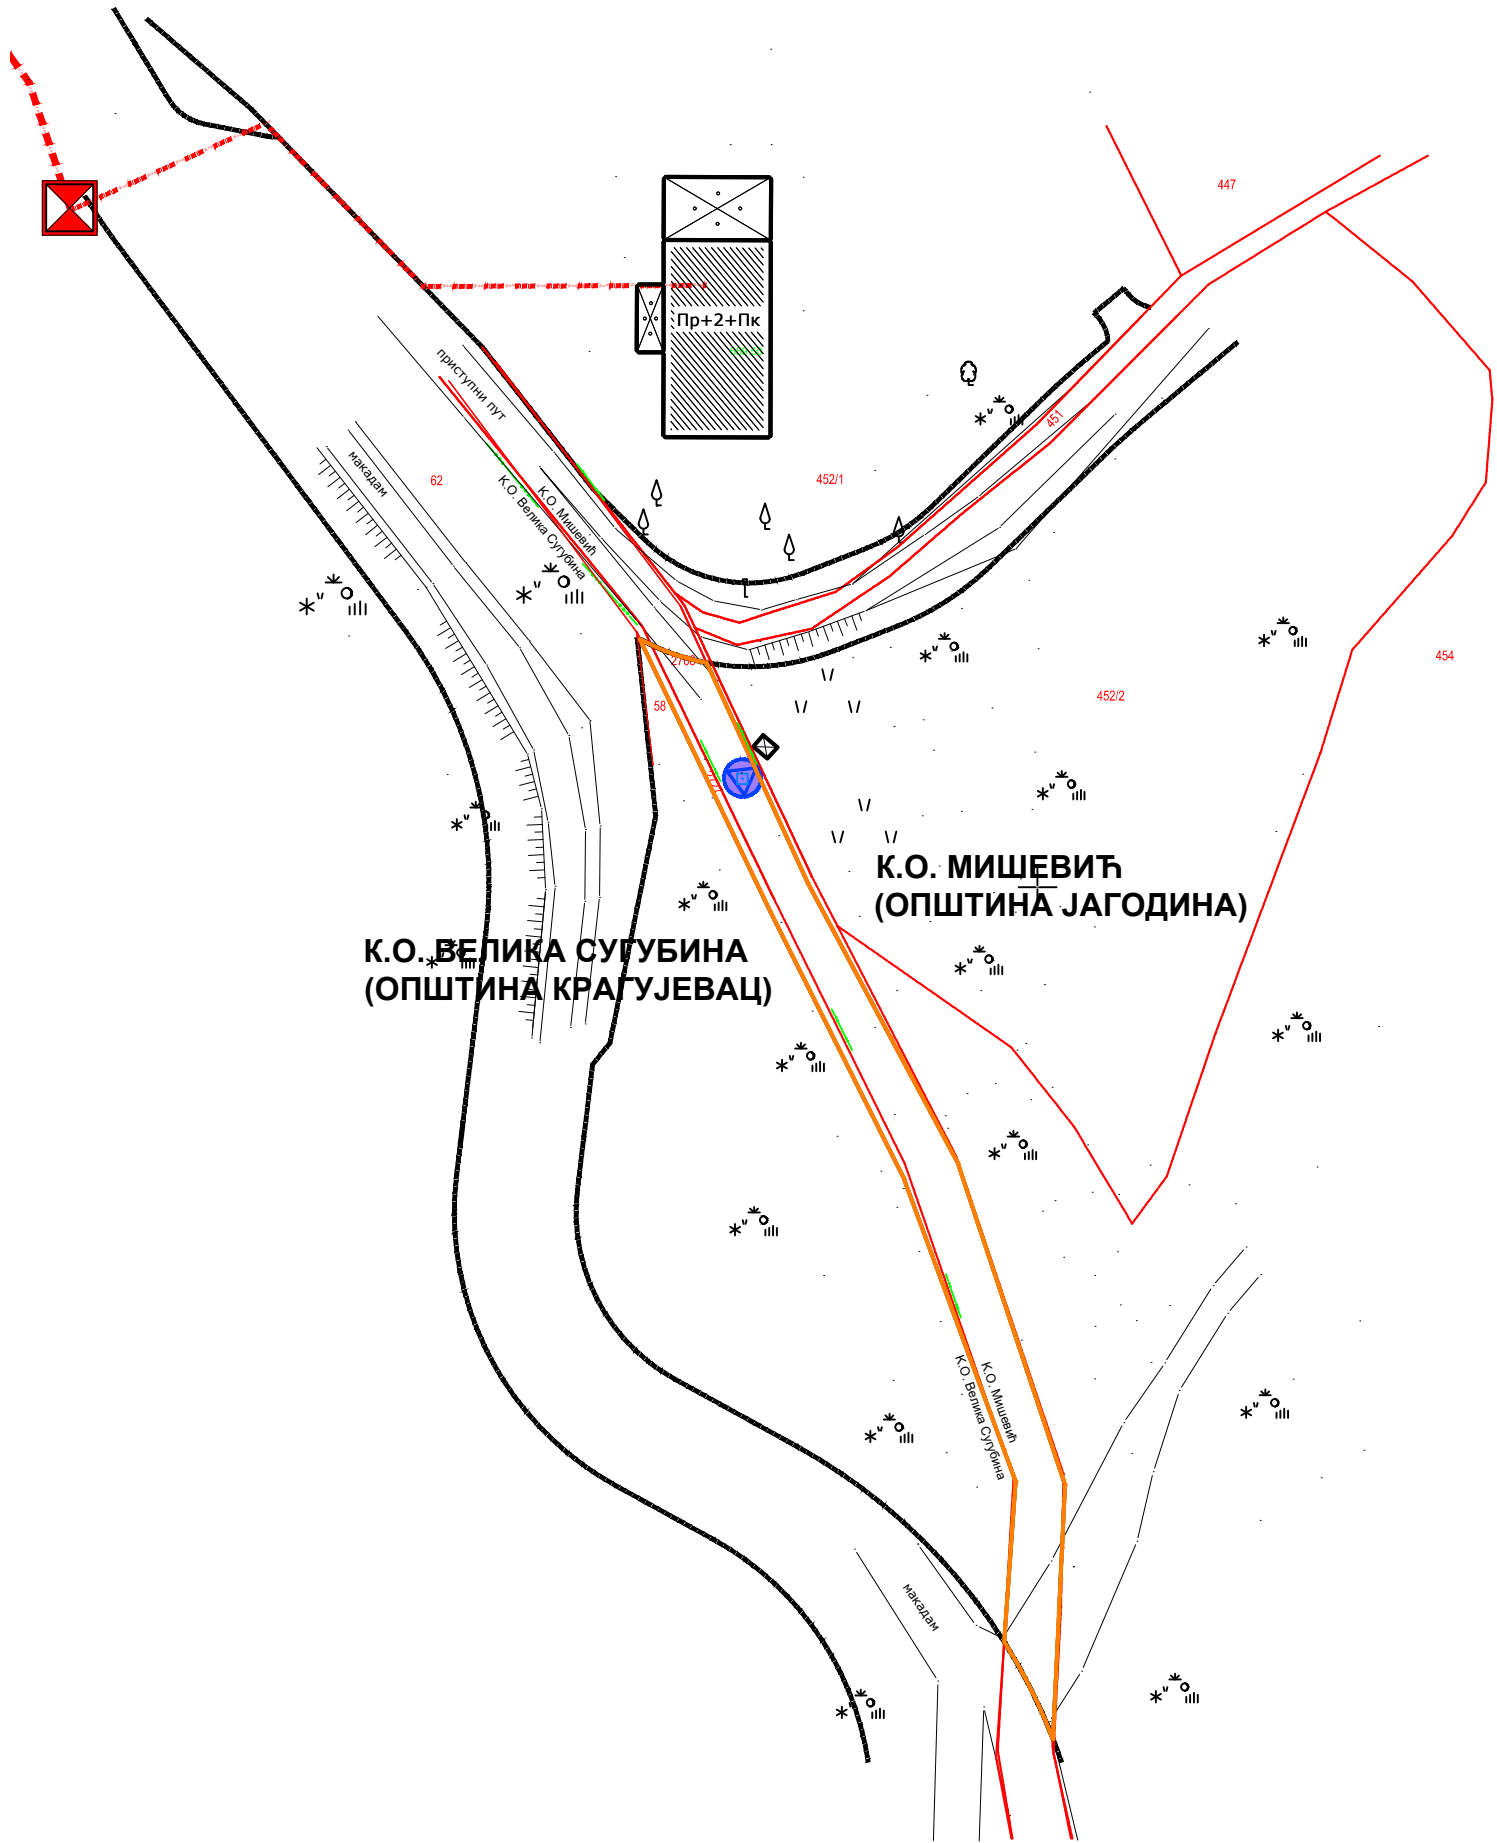 447
Пр+2+Пк
приступни пут
451
макадам
62
452/1
К.О. Мишевић
К.О. Велика Сугубина
454
452/2
58
К.О. МИШЕВИЋ
(ОПШТИНА ЈАГОДИНА)
К.О. ВЕЛИКА СУГУБИНА
(ОПШТИНА КРАГУЈЕВАЦ)
К.О. Мишевић
К.О. Велика Сугубина
макадам